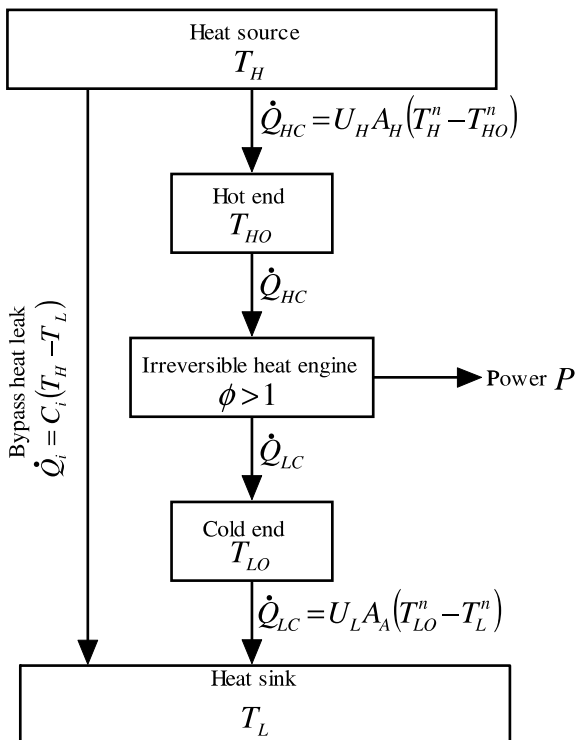 Heat source
T_H
Q̇_HC = U_H A_H (T_H^n − T_HO^n)
Hot end
T_HO
Q̇_HC
Bypass heat leak
Q̇_i = C_i (T_H − T_L)
Irreversible heat engine
ϕ > 1
Power P
Q̇_LC
Cold end
T_LO
Q̇_LC = U_L A_A (T_LO^n − T_L^n)
Heat sink
T_L